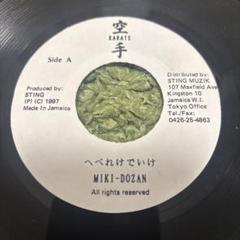 空手
KARATE
Side A
Produced by:
STING
(P) (C) 1997
Made in Jamaica
Distributed by:
STING MUZIK
107 Maxfield Ave
Kingston 10
Jamaica W.I.
Tokyo Office
Tel./Fax:
0426-25-4863
へべれけでいけ
MIKI-DOZAN
All rights reserved